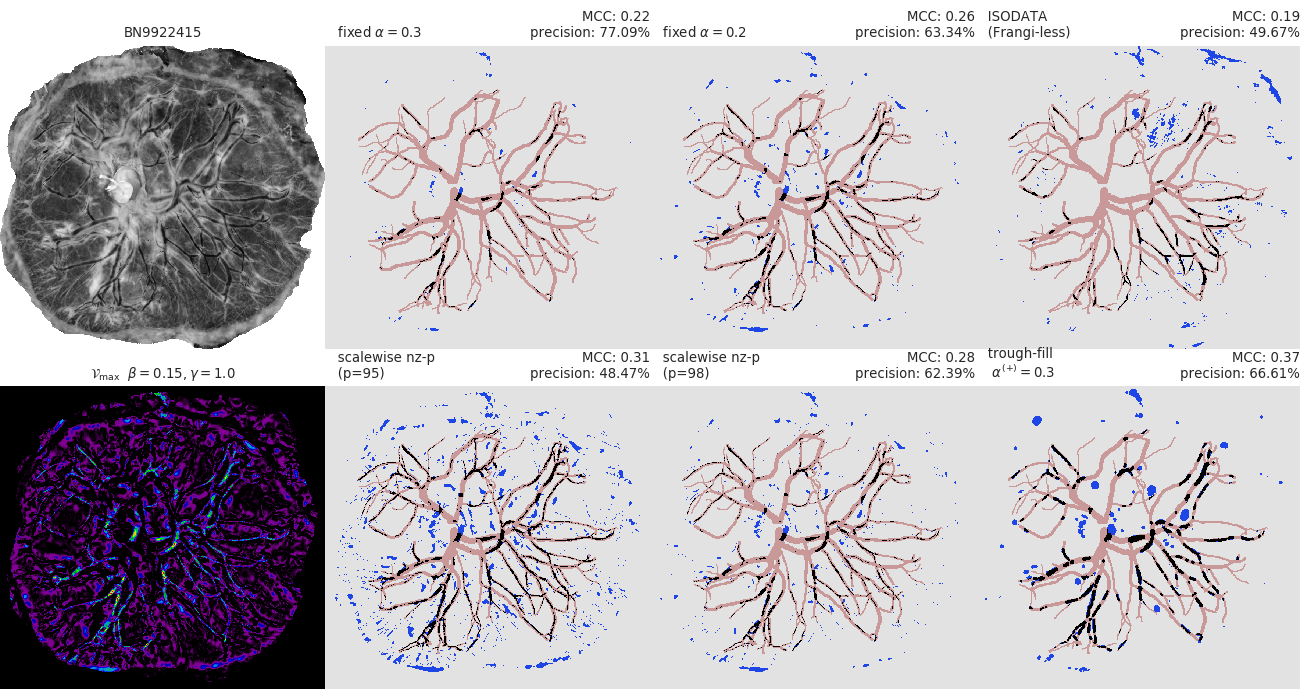 BN9922415
fixed α = 0.3
MCC: 0.22
precision: 77.09%
fixed α = 0.2
MCC: 0.26
precision: 63.34%
ISODATA
(Frangi-less)
MCC: 0.19
precision: 49.67%
𝒱max β = 0.15, γ = 1.0
scalewise nz-p
(p=95)
MCC: 0.31
precision: 48.47%
scalewise nz-p
(p=98)
MCC: 0.28
precision: 62.39%
trough-fill
α(+) = 0.3
MCC: 0.37
precision: 66.61%